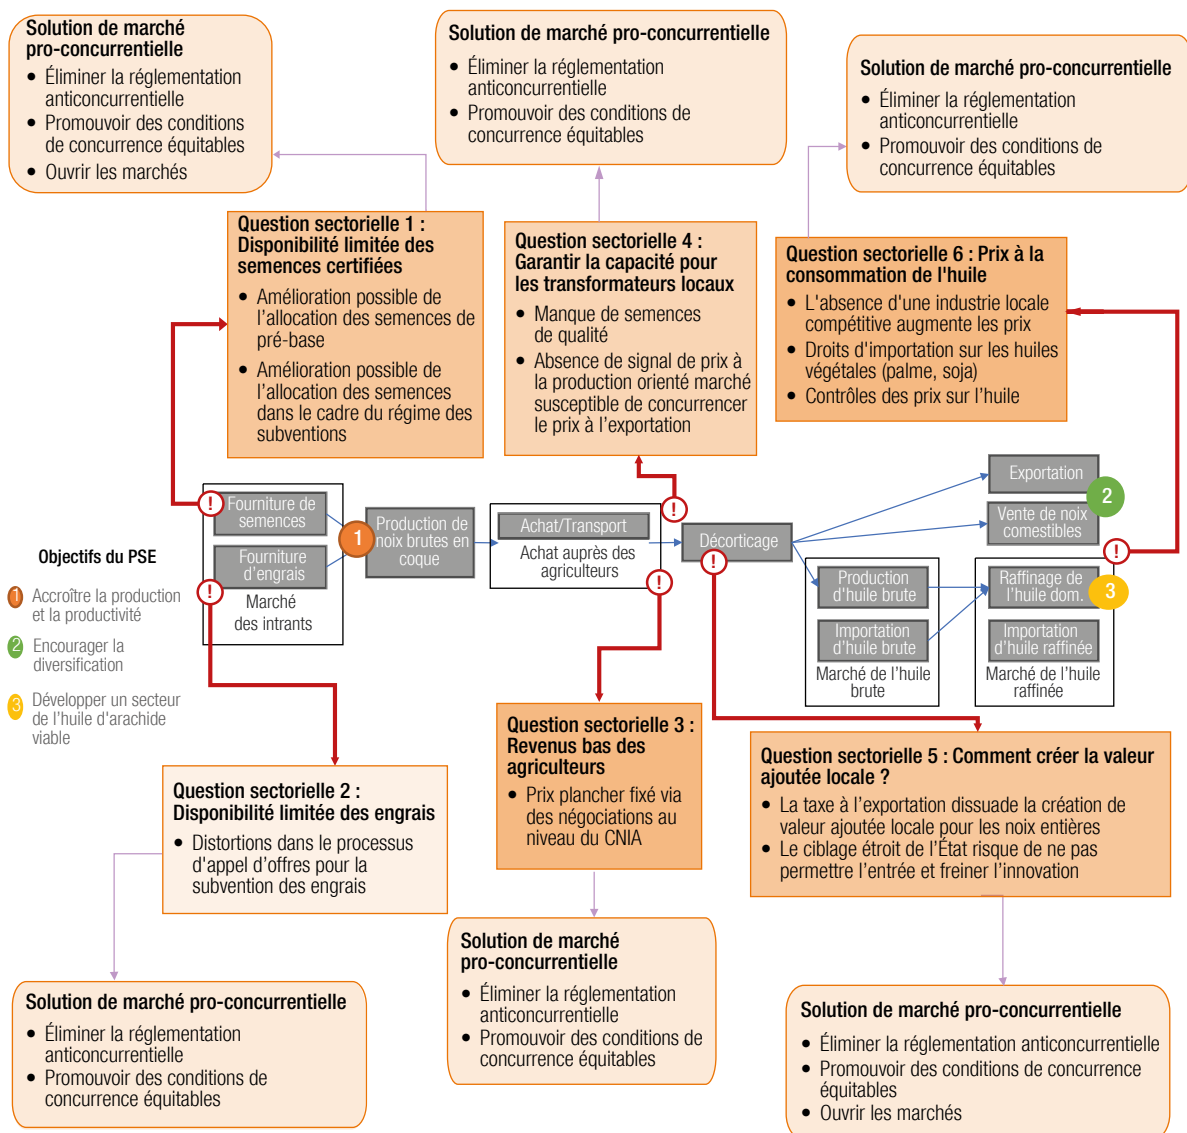 Solution de marché
pro-concurrentielle
• Éliminer la réglementation
anticoncurrentielle
• Promouvoir des conditions
de concurrence équitables
• Ouvrir les marchés
Solution de marché pro-concurrentielle
• Éliminer la réglementation
anticoncurrentielle
• Promouvoir des conditions de
concurrence équitables
Solution de marché pro-concurrentielle
• Éliminer la réglementation
anticoncurrentielle
• Promouvoir des conditions de
concurrence équitables
Question sectorielle 1 :
Disponibilité limitée des
semences certifiées
• Amélioration possible de
l’allocation des semences de
pré-base
• Amélioration possible de
l’allocation des semences
dans le cadre du régime des
subventions
Question sectorielle 4 :
Garantir la capacité pour
les transformateurs locaux
• Manque de semences
de qualité
• Absence de signal de prix à
la production orienté marché
susceptible de concurrencer
le prix à l’exportation
Question sectorielle 6 : Prix à la
consommation de l'huile
• L'absence d'une industrie locale
compétitive augmente les prix
• Droits d'importation sur les huiles
végétales (palme, soja)
• Contrôles des prix sur l’huile
Objectifs du PSE
1 Accroître la production
et la productivité
2 Encourager la
diversification
3 Développer un secteur
de l’huile d'arachide
viable
!
Fourniture de
semences
Fourniture
d’engrais
!
Marché
des intrants
1
Production de
noix brutes en
coque
Achat/Transport
Achat auprès des
agriculteurs
!
!
Décorticage
!
Exportation
2
Vente de noix
comestibles
!
Production
d'huile brute
Importation
d’huile brute
Marché de l’huile
brute
Raffinage de
l’huile dom.
3
Importation
d’huile raffinée
Marché de l’huile
raffinée
Question sectorielle 2 :
Disponibilité limitée des engrais
• Distortions dans le processus
d'appel d’offres pour la
subvention des engrais
Question sectorielle 3 :
Revenus bas des
agriculteurs
• Prix plancher fixé via
des négociations au
niveau du CNIA
Question sectorielle 5 : Comment créer la valeur
ajoutée locale ?
• La taxe à l’exportation dissuade la création de
valeur ajoutée locale pour les noix entières
• Le ciblage étroit de l’État risque de ne pas
permettre l’entrée et freiner l’innovation
Solution de marché pro-concurrentielle
• Éliminer la réglementation
anticoncurrentielle
• Promouvoir des conditions de
concurrence équitables
Solution de marché
pro-concurrentielle
• Éliminer la réglementation
anticoncurrentielle
• Promouvoir des conditions de
concurrence équitables
Solution de marché pro-concurrentielle
• Éliminer la réglementation anticoncurrentielle
• Promouvoir des conditions de concurrence
équitables
• Ouvrir les marchés